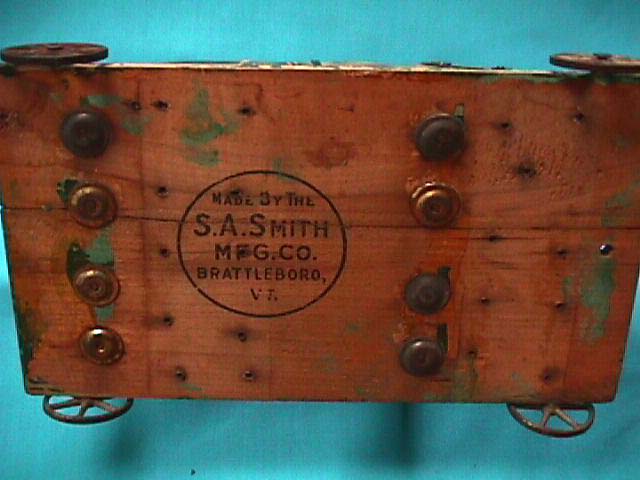 MADE BY THE
S.A. SMITH
MFG. CO.
BRATTLEBORO,
VT.